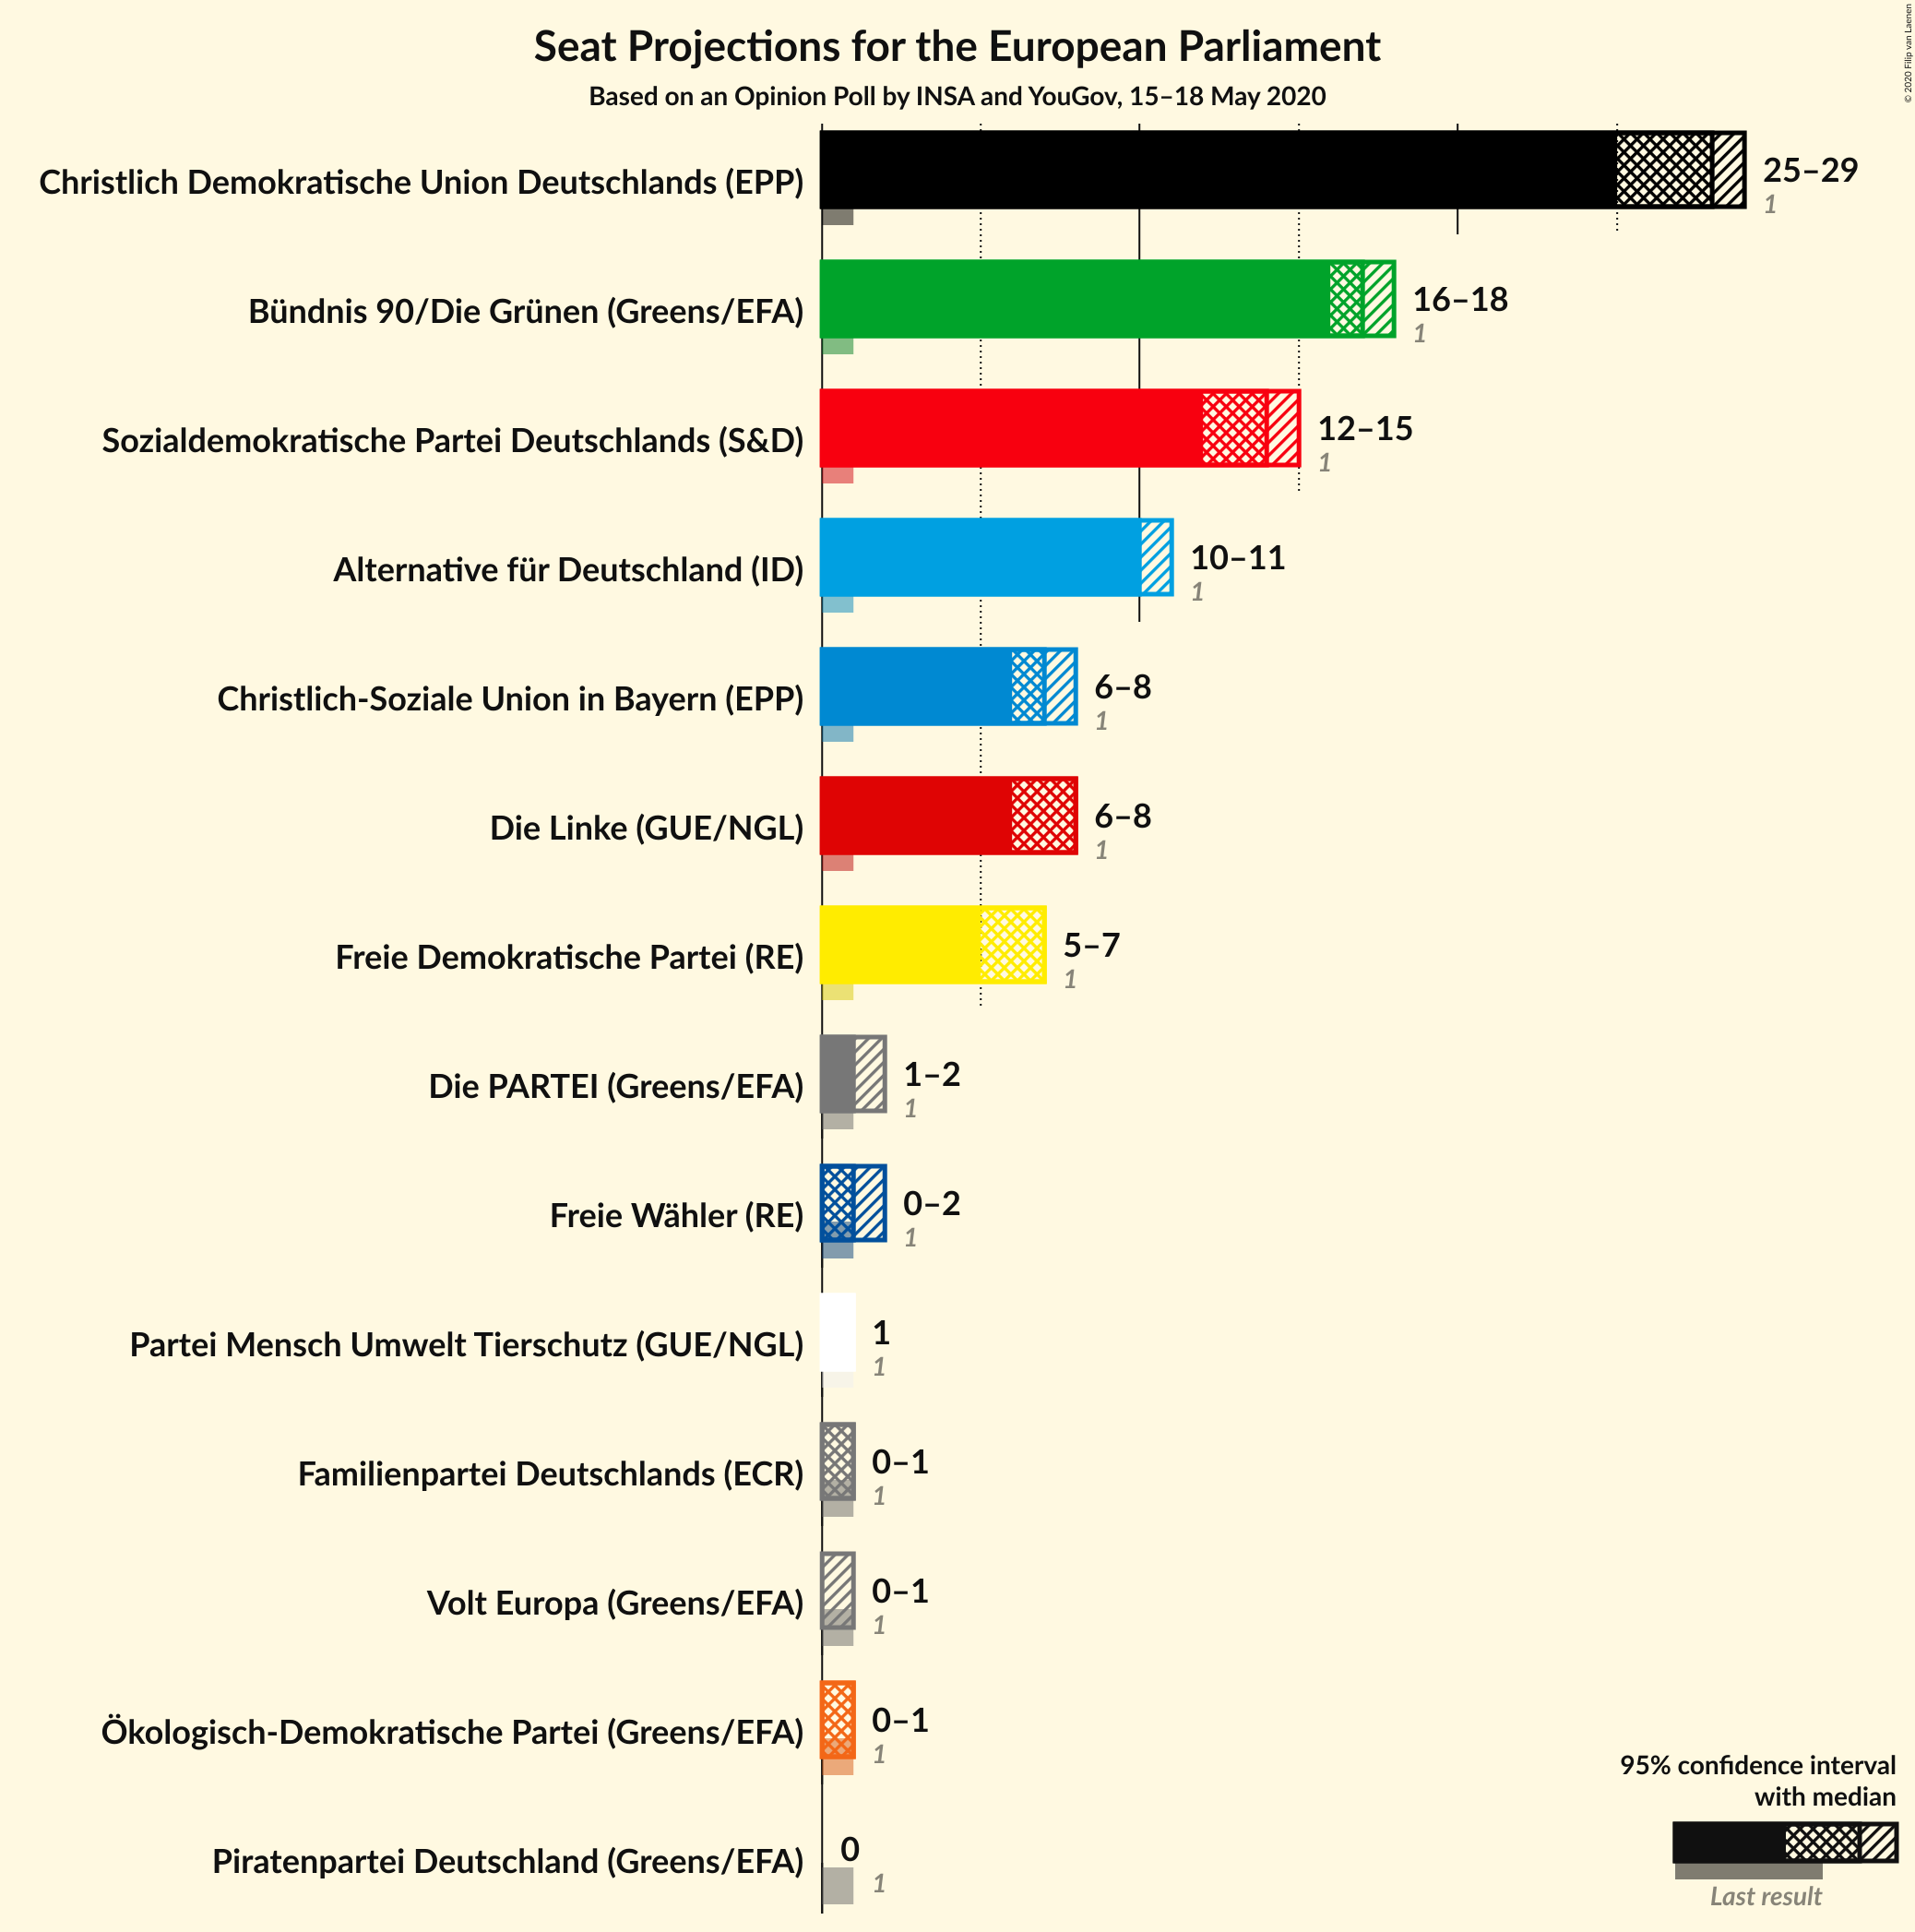 Seat Projections for the European Parliament
Based on an Opinion Poll by INSA and YouGov, 15–18 May 2020
© 2020 Filip van Laenen
Christlich Demokratische Union Deutschlands (EPP)
25–29
1
Bündnis 90/Die Grünen (Greens/EFA)
16–18
1
Sozialdemokratische Partei Deutschlands (S&D)
12–15
1
Alternative für Deutschland (ID)
10–11
1
Christlich-Soziale Union in Bayern (EPP)
6–8
1
Die Linke (GUE/NGL)
6–8
1
Freie Demokratische Partei (RE)
5–7
1
Die PARTEI (Greens/EFA)
1–2
1
Freie Wähler (RE)
0–2
1
Partei Mensch Umwelt Tierschutz (GUE/NGL)
1
1
Familienpartei Deutschlands (ECR)
0–1
1
Volt Europa (Greens/EFA)
0–1
1
Ökologisch-Demokratische Partei (Greens/EFA)
0–1
1
Piratenpartei Deutschland (Greens/EFA)
0
1
95% confidence interval
with median
Last result